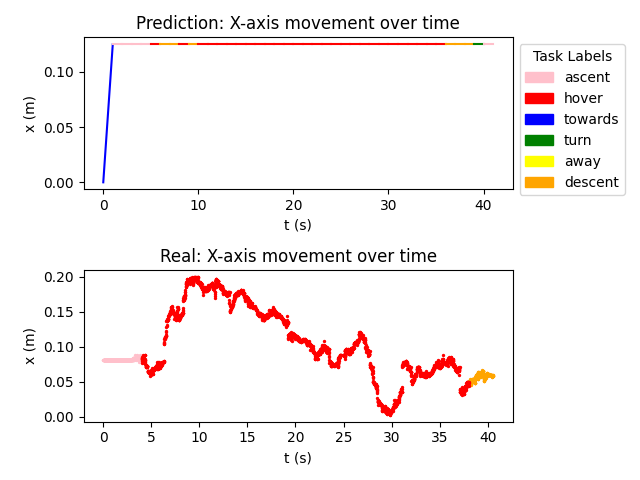 Prediction: X-axis movement over time
x (m)
0.10
0.05
0.00
0
10
20
30
40
t (s)
Task Labels
ascent
hover
towards
turn
away
descent
Real: X-axis movement over time
x (m)
0.20
0.15
0.10
0.05
0.00
0
5
10
15
20
25
30
35
40
t (s)